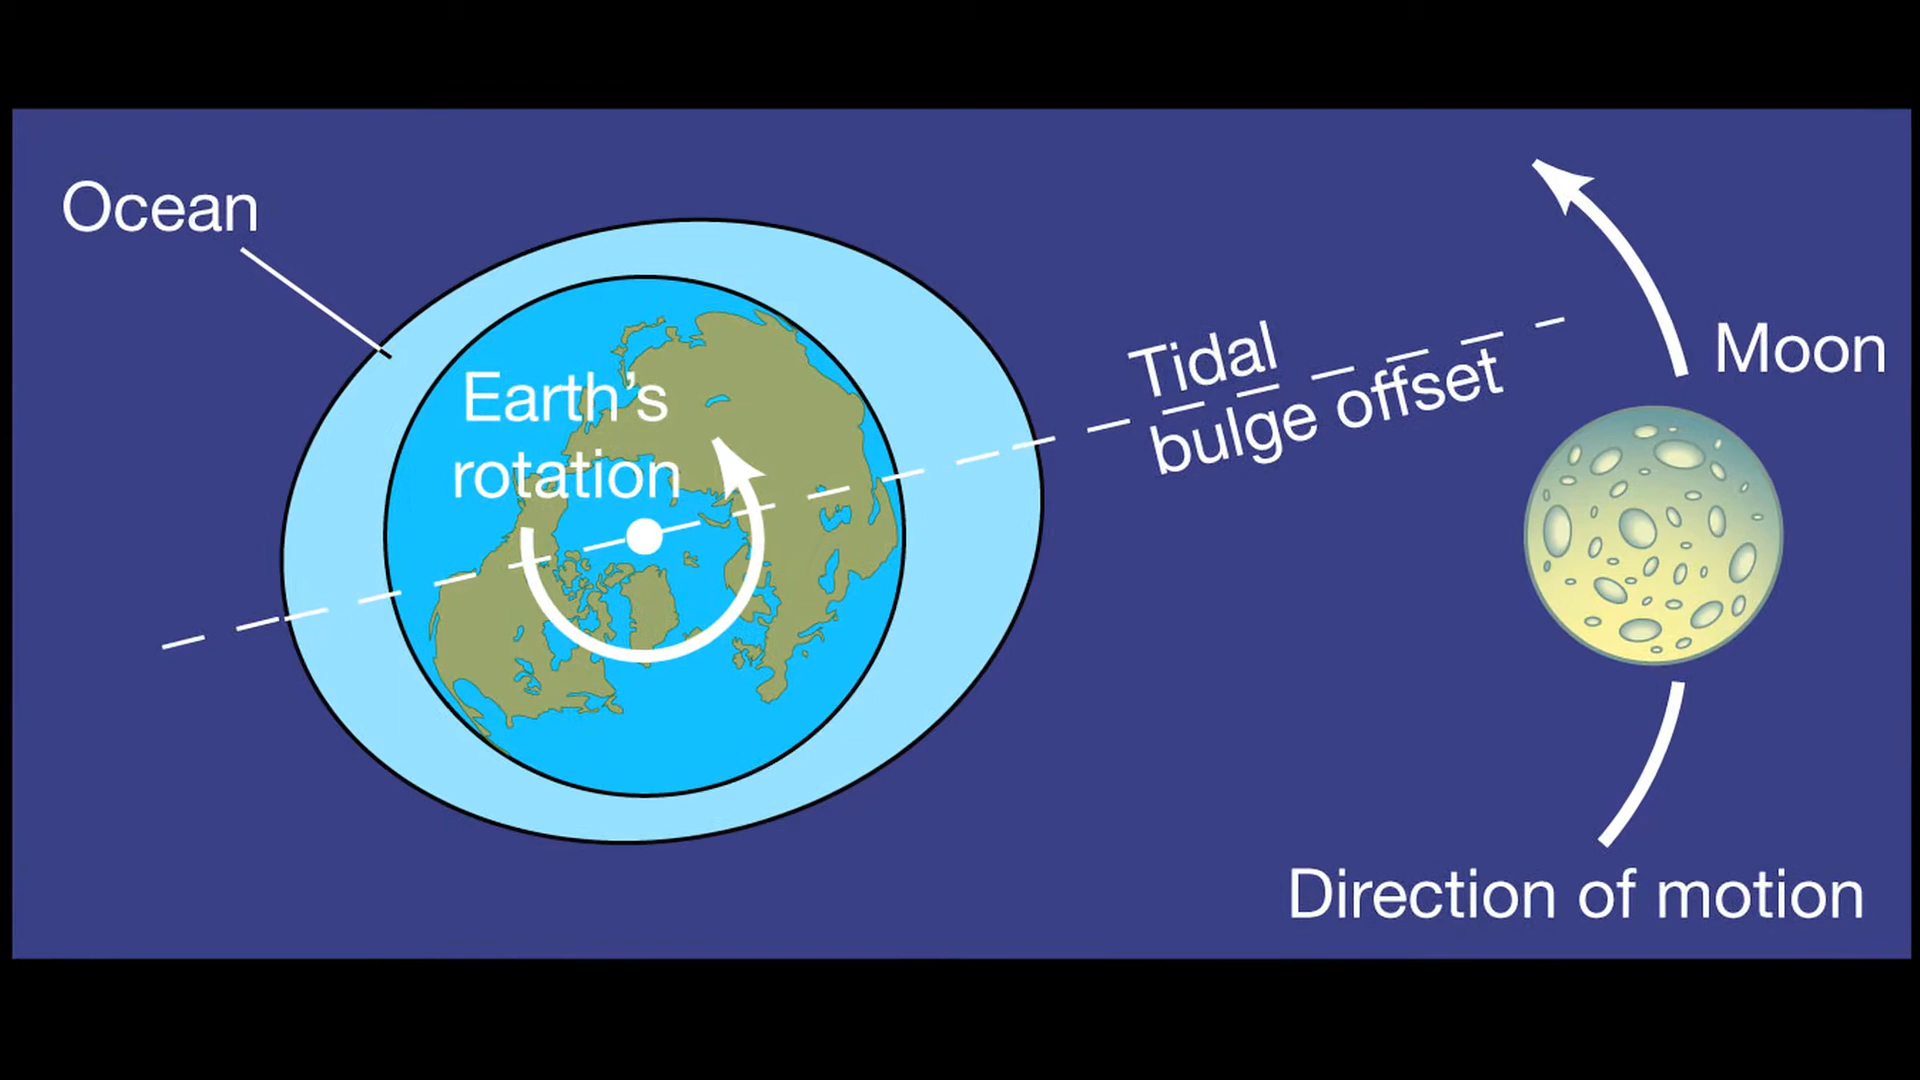 Ocean
Earth's
rotation
Tidal
bulge offset
Moon
Direction of motion